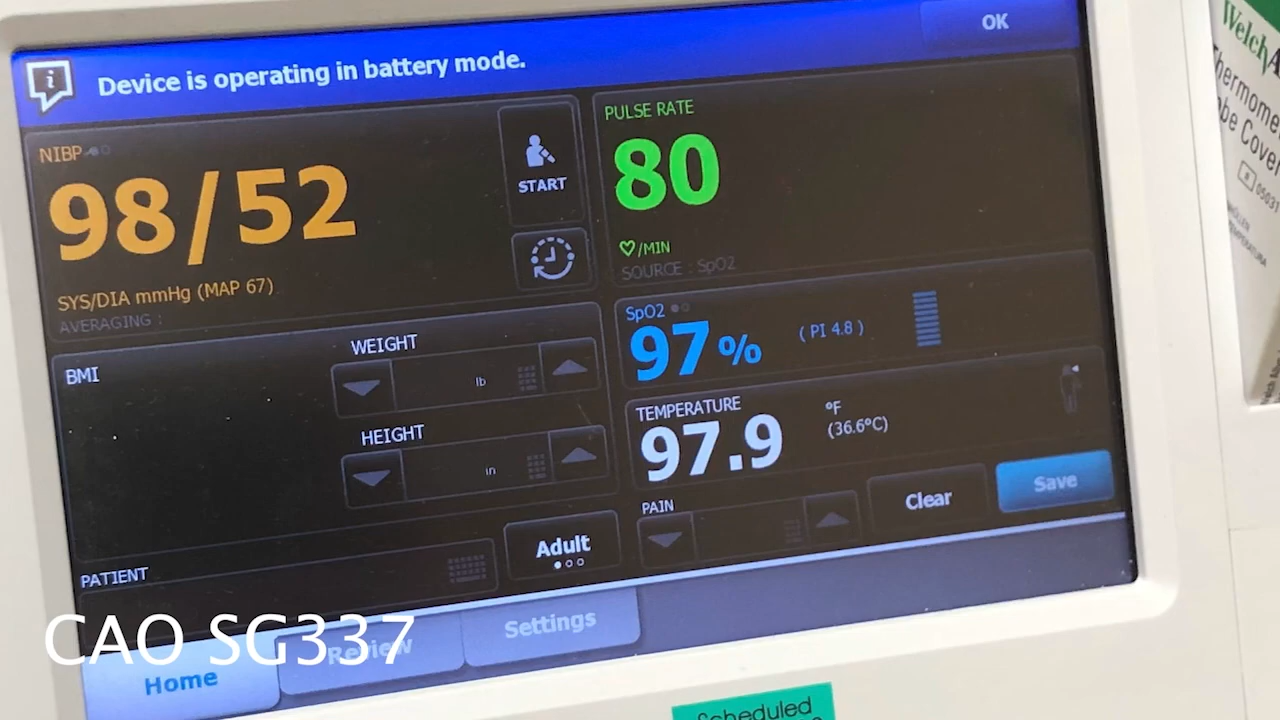 Device is operating in battery mode.
OK
NIBP
98/52
SYS/DIA mmHg (MAP 67)
AVERAGING :
START
PULSE RATE
80
/MIN
SOURCE : SpO2
SpO2
97%
( PI 4.8 )
TEMPERATURE
97.9
°F
(36.6°C)
BMI
WEIGHT
lb
HEIGHT
in
PAIN
Clear
Save
PATIENT
Adult
Home
Review
Settings
CAO SG337
Scheduled
Welch